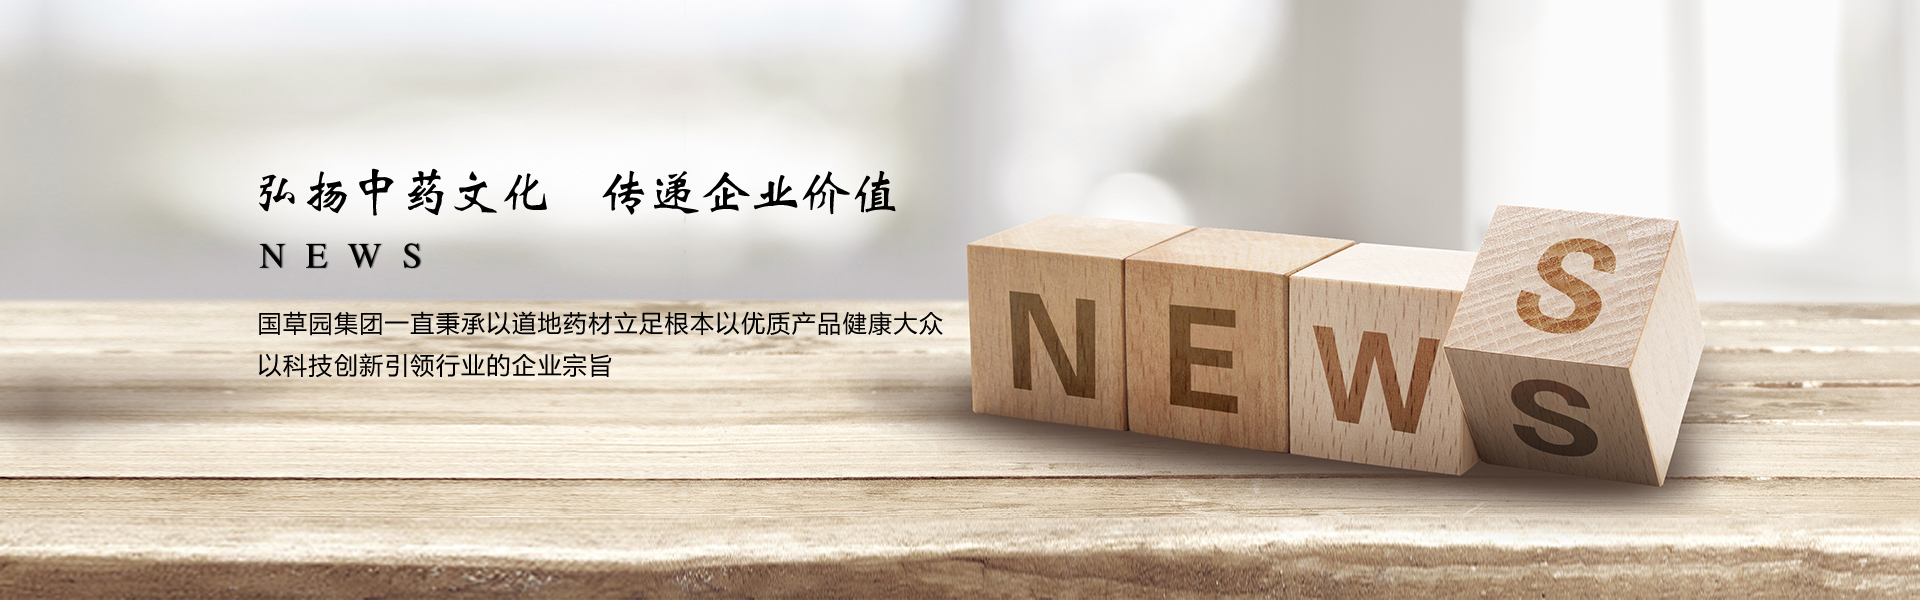 弘扬中药文化 传递企业价值
NEWS
国草园集团一直秉承以道地药材立足根本以优质产品健康大众
以科技创新引领行业的企业宗旨
N E W S
S